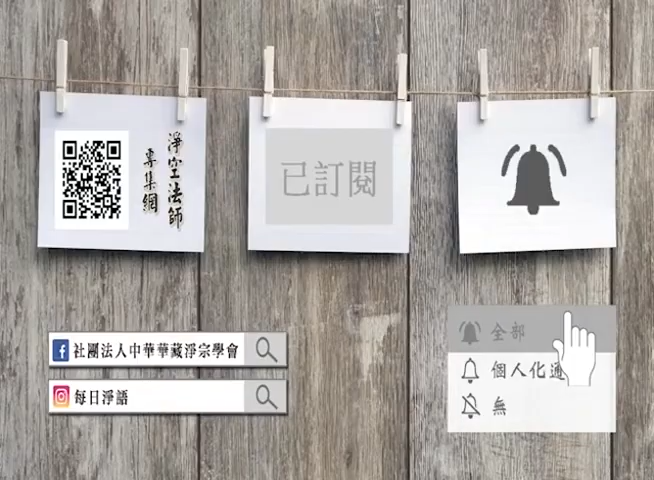 淨空法師
專集網
已訂閱
社團法人中華華藏淨宗學會
每日淨語
全部
個人化通
無